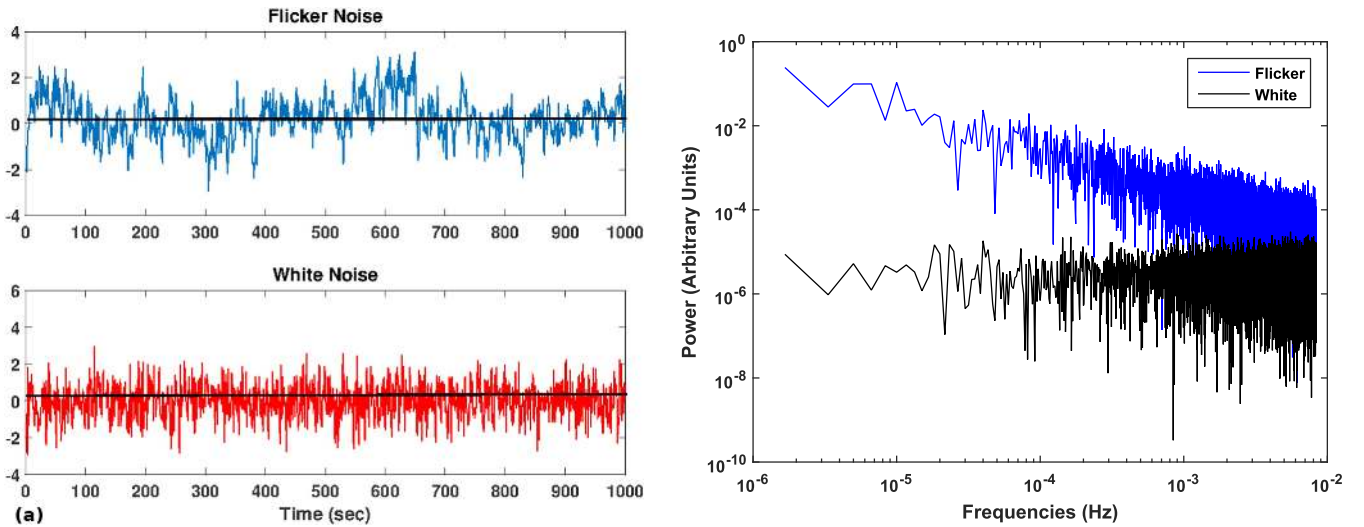 Flicker Noise
4
2
0
-2
-4
0 100 200 300 400 500 600 700 800 900 1000
White Noise
6
4
2
0
-2
-4
0 100 200 300 400 500 600 700 800 900 1000
(a)
Time (sec)
Power (Arbitrary Units)
10^0
10^-2
10^-4
10^-6
10^-8
10^-10
Flicker
White
10^-6 10^-5 10^-4 10^-3 10^-2
Frequencies (Hz)